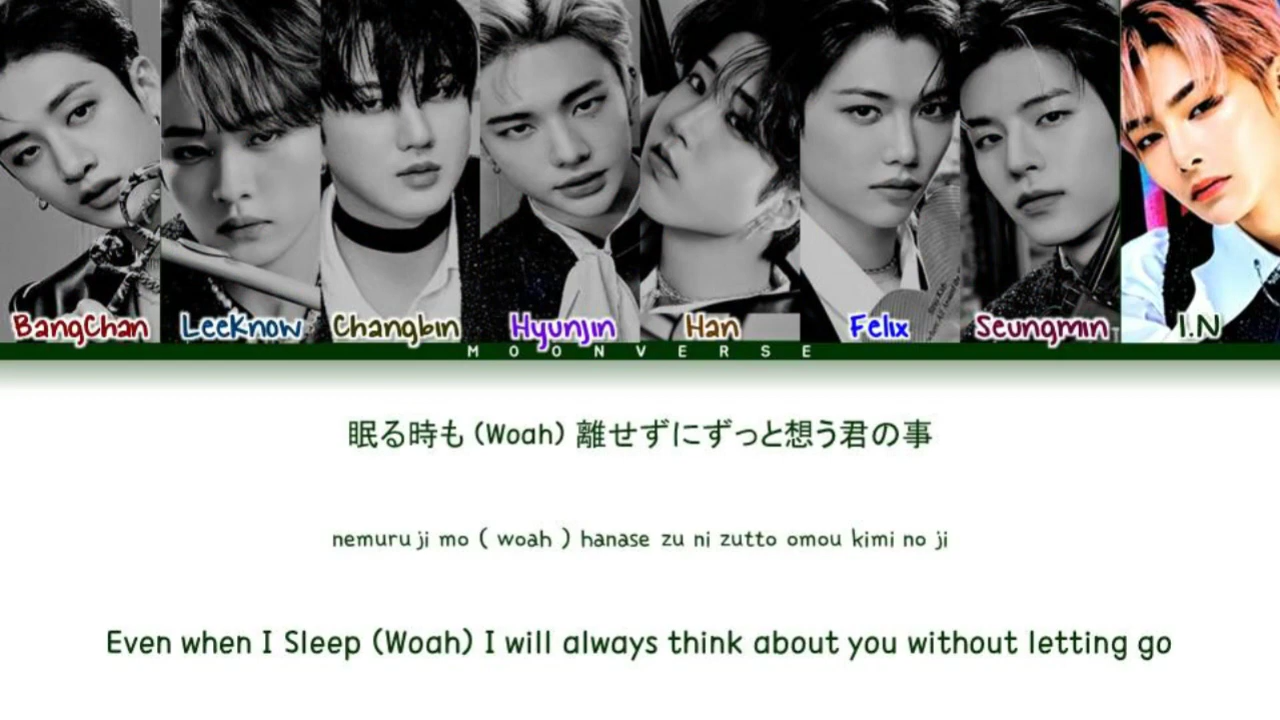 BangChan LeeKnow Changbin Hyunjin Han Felix Seungmin I.N
MOONVERSE
眠る時も (Woah) 離せずにずっと想う君の事
nemuru ji mo ( woah ) hanase zu ni zutto omou kimi no ji
Even when I Sleep (Woah) I will always think about you without letting go